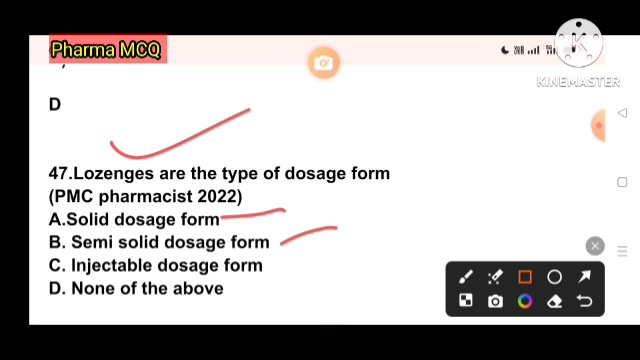 Pharma MCQ
KINEMASTER
D
47.Lozenges are the type of dosage form
(PMC pharmacist 2022)
A.Solid dosage form
B. Semi solid dosage form
C. Injectable dosage form
D. None of the above